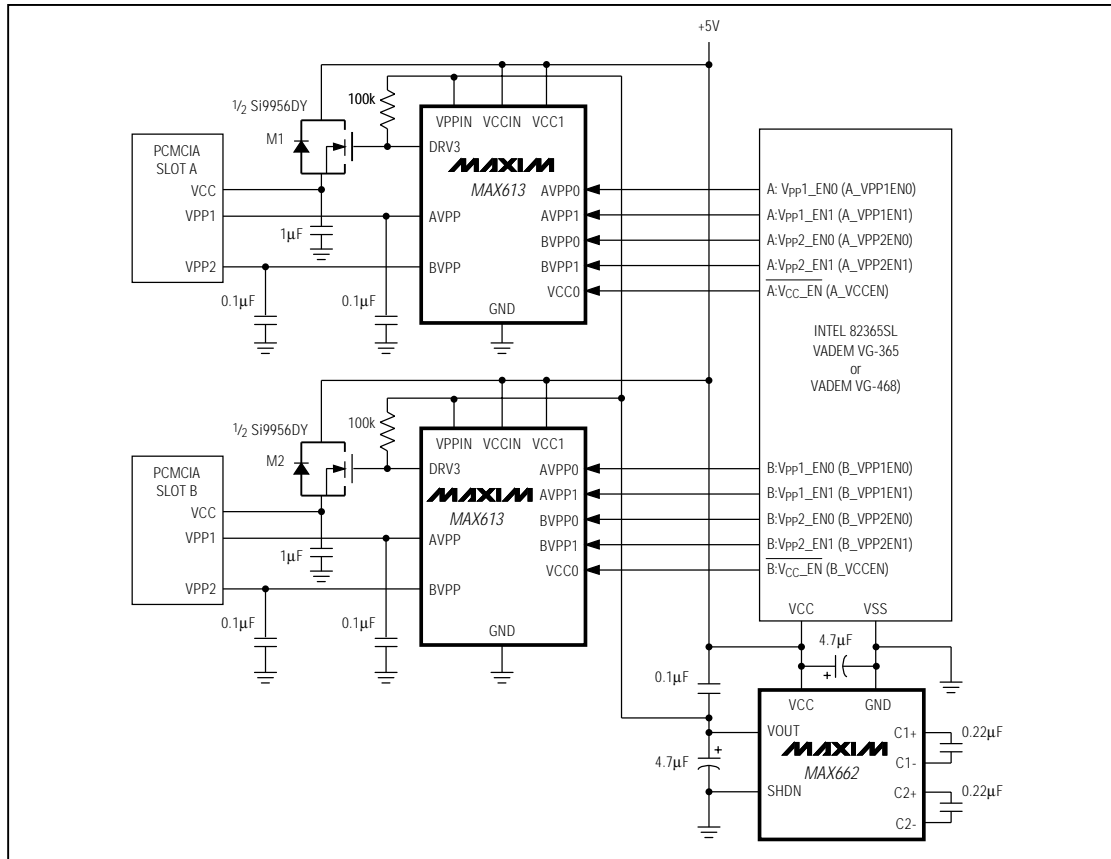 +5V
1/2 Si9956DY
100k
M1
PCMCIA
SLOT A
VCC
VPP1
VPP2
1µF
0.1µF
0.1µF
VPPIN VCCIN VCC1
DRV3
MAXIM
MAX613
AVPP
BVPP
GND
AVPP0
AVPP1
BVPP0
BVPP1
VCC0
A: VPP1_EN0 (A_VPP1EN0)
A:VPP1_EN1 (A_VPP1EN1)
A:VPP2_EN0 (A_VPP2EN0)
A:VPP2_EN1 (A_VPP2EN1)
A:VCC_EN (A_VCCEN)
INTEL 82365SL
VADEM VG-365
or
VADEM VG-468)
1/2 Si9956DY
100k
M2
PCMCIA
SLOT B
VCC
VPP1
VPP2
1µF
0.1µF
0.1µF
VPPIN VCCIN VCC1
DRV3
MAXIM
MAX613
AVPP
BVPP
GND
AVPP0
AVPP1
BVPP0
BVPP1
VCC0
B:VPP1_EN0 (B_VPP1EN0)
B:VPP1_EN1 (B_VPP1EN1)
B:VPP2_EN0 (B_VPP2EN0)
B:VPP2_EN1 (B_VPP2EN1)
B:VCC_EN (B_VCCEN)
VCC VSS
4.7µF
+
0.1µF
4.7µF
+
VCC GND
VOUT
MAXIM
MAX662
SHDN
C1+
C1-
C2+
C2-
0.22µF
0.22µF